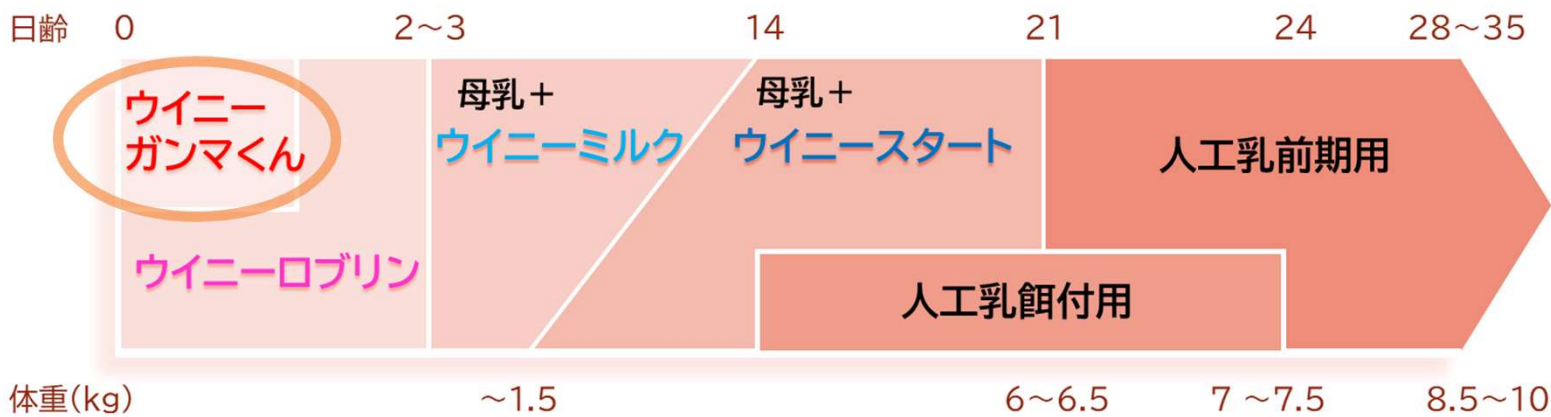 日齢 0 2～3 14 21 24 28～35
ウイニー
ガンマくん
ウイニーロブリン
母乳＋
ウイニーミルク
母乳＋
ウイニースタート
人工乳前期用
人工乳餌付用
体重(kg) ～1.5 6～6.5 7～7.5 8.5～10